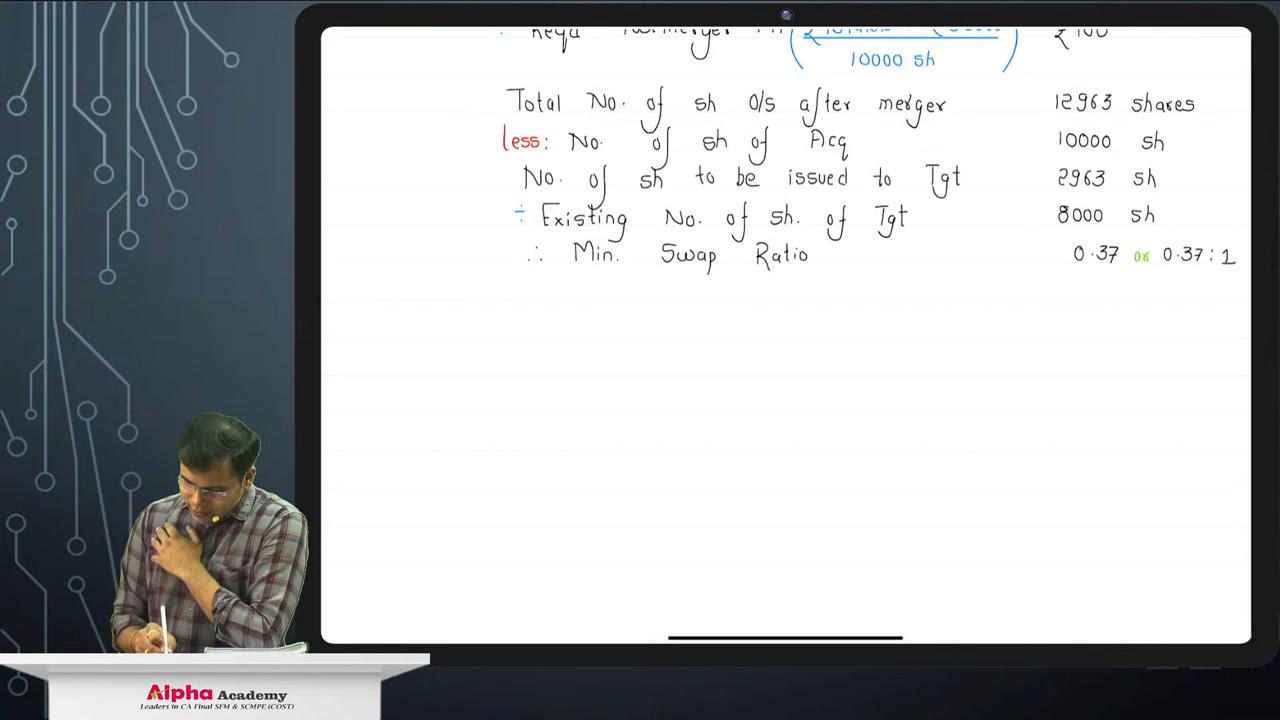 10000 sh
Total No. of sh O/s after merger 12963 shares
less: No. of sh of Acq 10000 sh
No. of sh to be issued to Tgt 2963 sh
÷ Existing No. of sh. of Tgt 8000 sh
∴ Min. Swap Ratio 0.37 or 0.37:1
Alpha Academy
Leaders in CA Final SFM & SCMPE (COST)